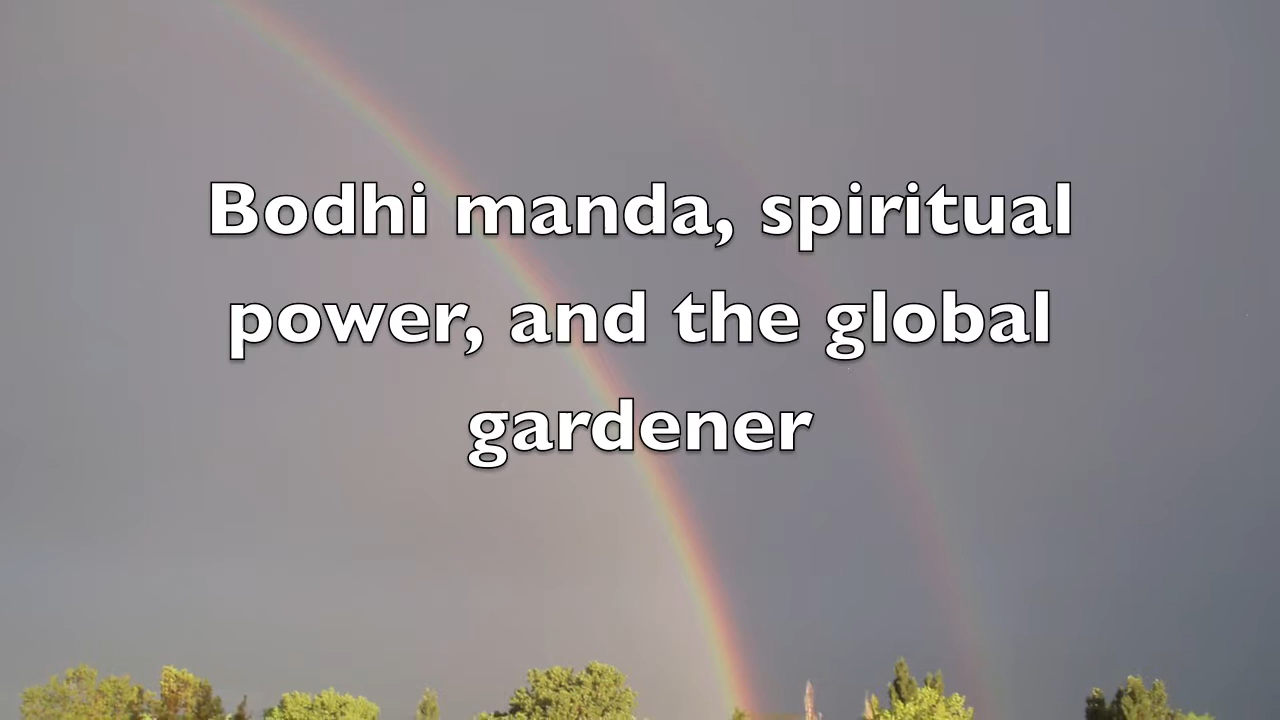 Bodhi manda, spiritual
power, and the global
gardener